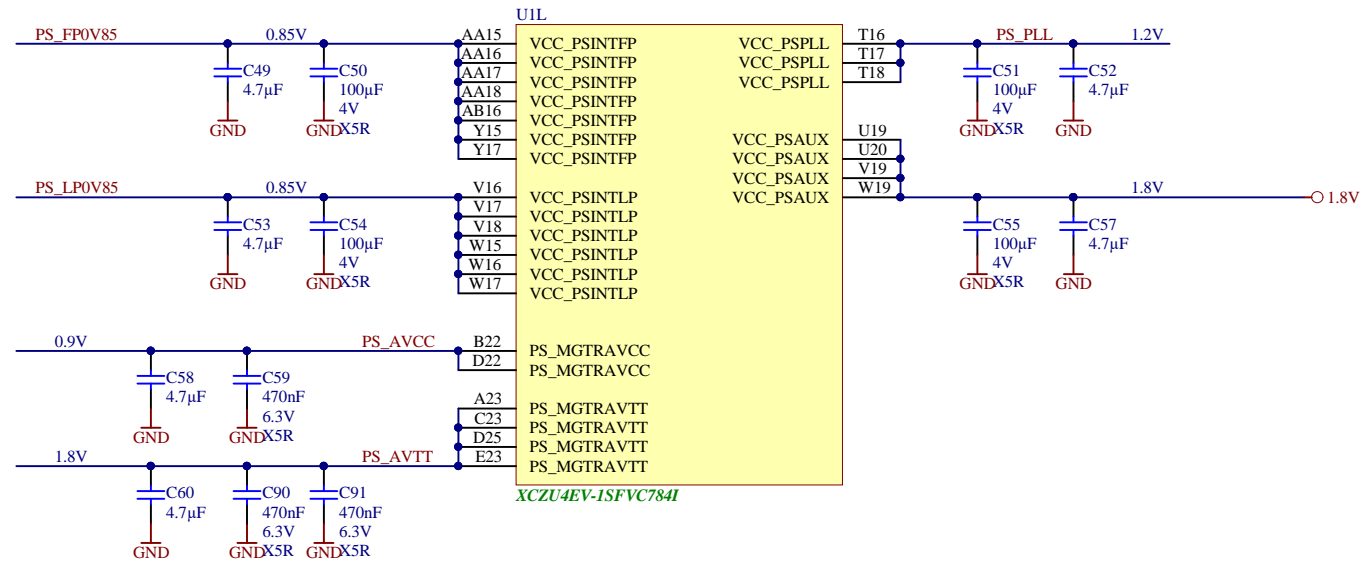 U1L
PS_FP0V85 0.85V
C49
4.7µF
GND
C50
100µF
4V
X5R
GND
AA15 VCC_PSINTFP
AA16 VCC_PSINTFP
AA17 VCC_PSINTFP
AA18 VCC_PSINTFP
AB16 VCC_PSINTFP
Y15 VCC_PSINTFP
Y17 VCC_PSINTFP
PS_LP0V85 0.85V
C53
4.7µF
GND
C54
100µF
4V
X5R
GND
V16 VCC_PSINTLP
V17 VCC_PSINTLP
V18 VCC_PSINTLP
W15 VCC_PSINTLP
W16 VCC_PSINTLP
W17 VCC_PSINTLP
0.9V PS_AVCC
C58
4.7µF
GND
C59
470nF
6.3V
X5R
GND
B22 PS_MGTRAVCC
D22 PS_MGTRAVCC
A23 PS_MGTRAVTT
C23 PS_MGTRAVTT
D25 PS_MGTRAVTT
E23 PS_MGTRAVTT
1.8V PS_AVTT
C60
4.7µF
GND
C90
470nF
6.3V
X5R
GND
C91
470nF
6.3V
X5R
GND
VCC_PSPLL T16
VCC_PSPLL T17
VCC_PSPLL T18
PS_PLL 1.2V
C51
100µF
4V
X5R
GND
C52
4.7µF
GND
VCC_PSAUX U19
VCC_PSAUX U20
VCC_PSAUX V19
VCC_PSAUX W19
1.8V 1.8V
C55
100µF
4V
X5R
GND
C57
4.7µF
GND
XCZU4EV-1SFVC784I